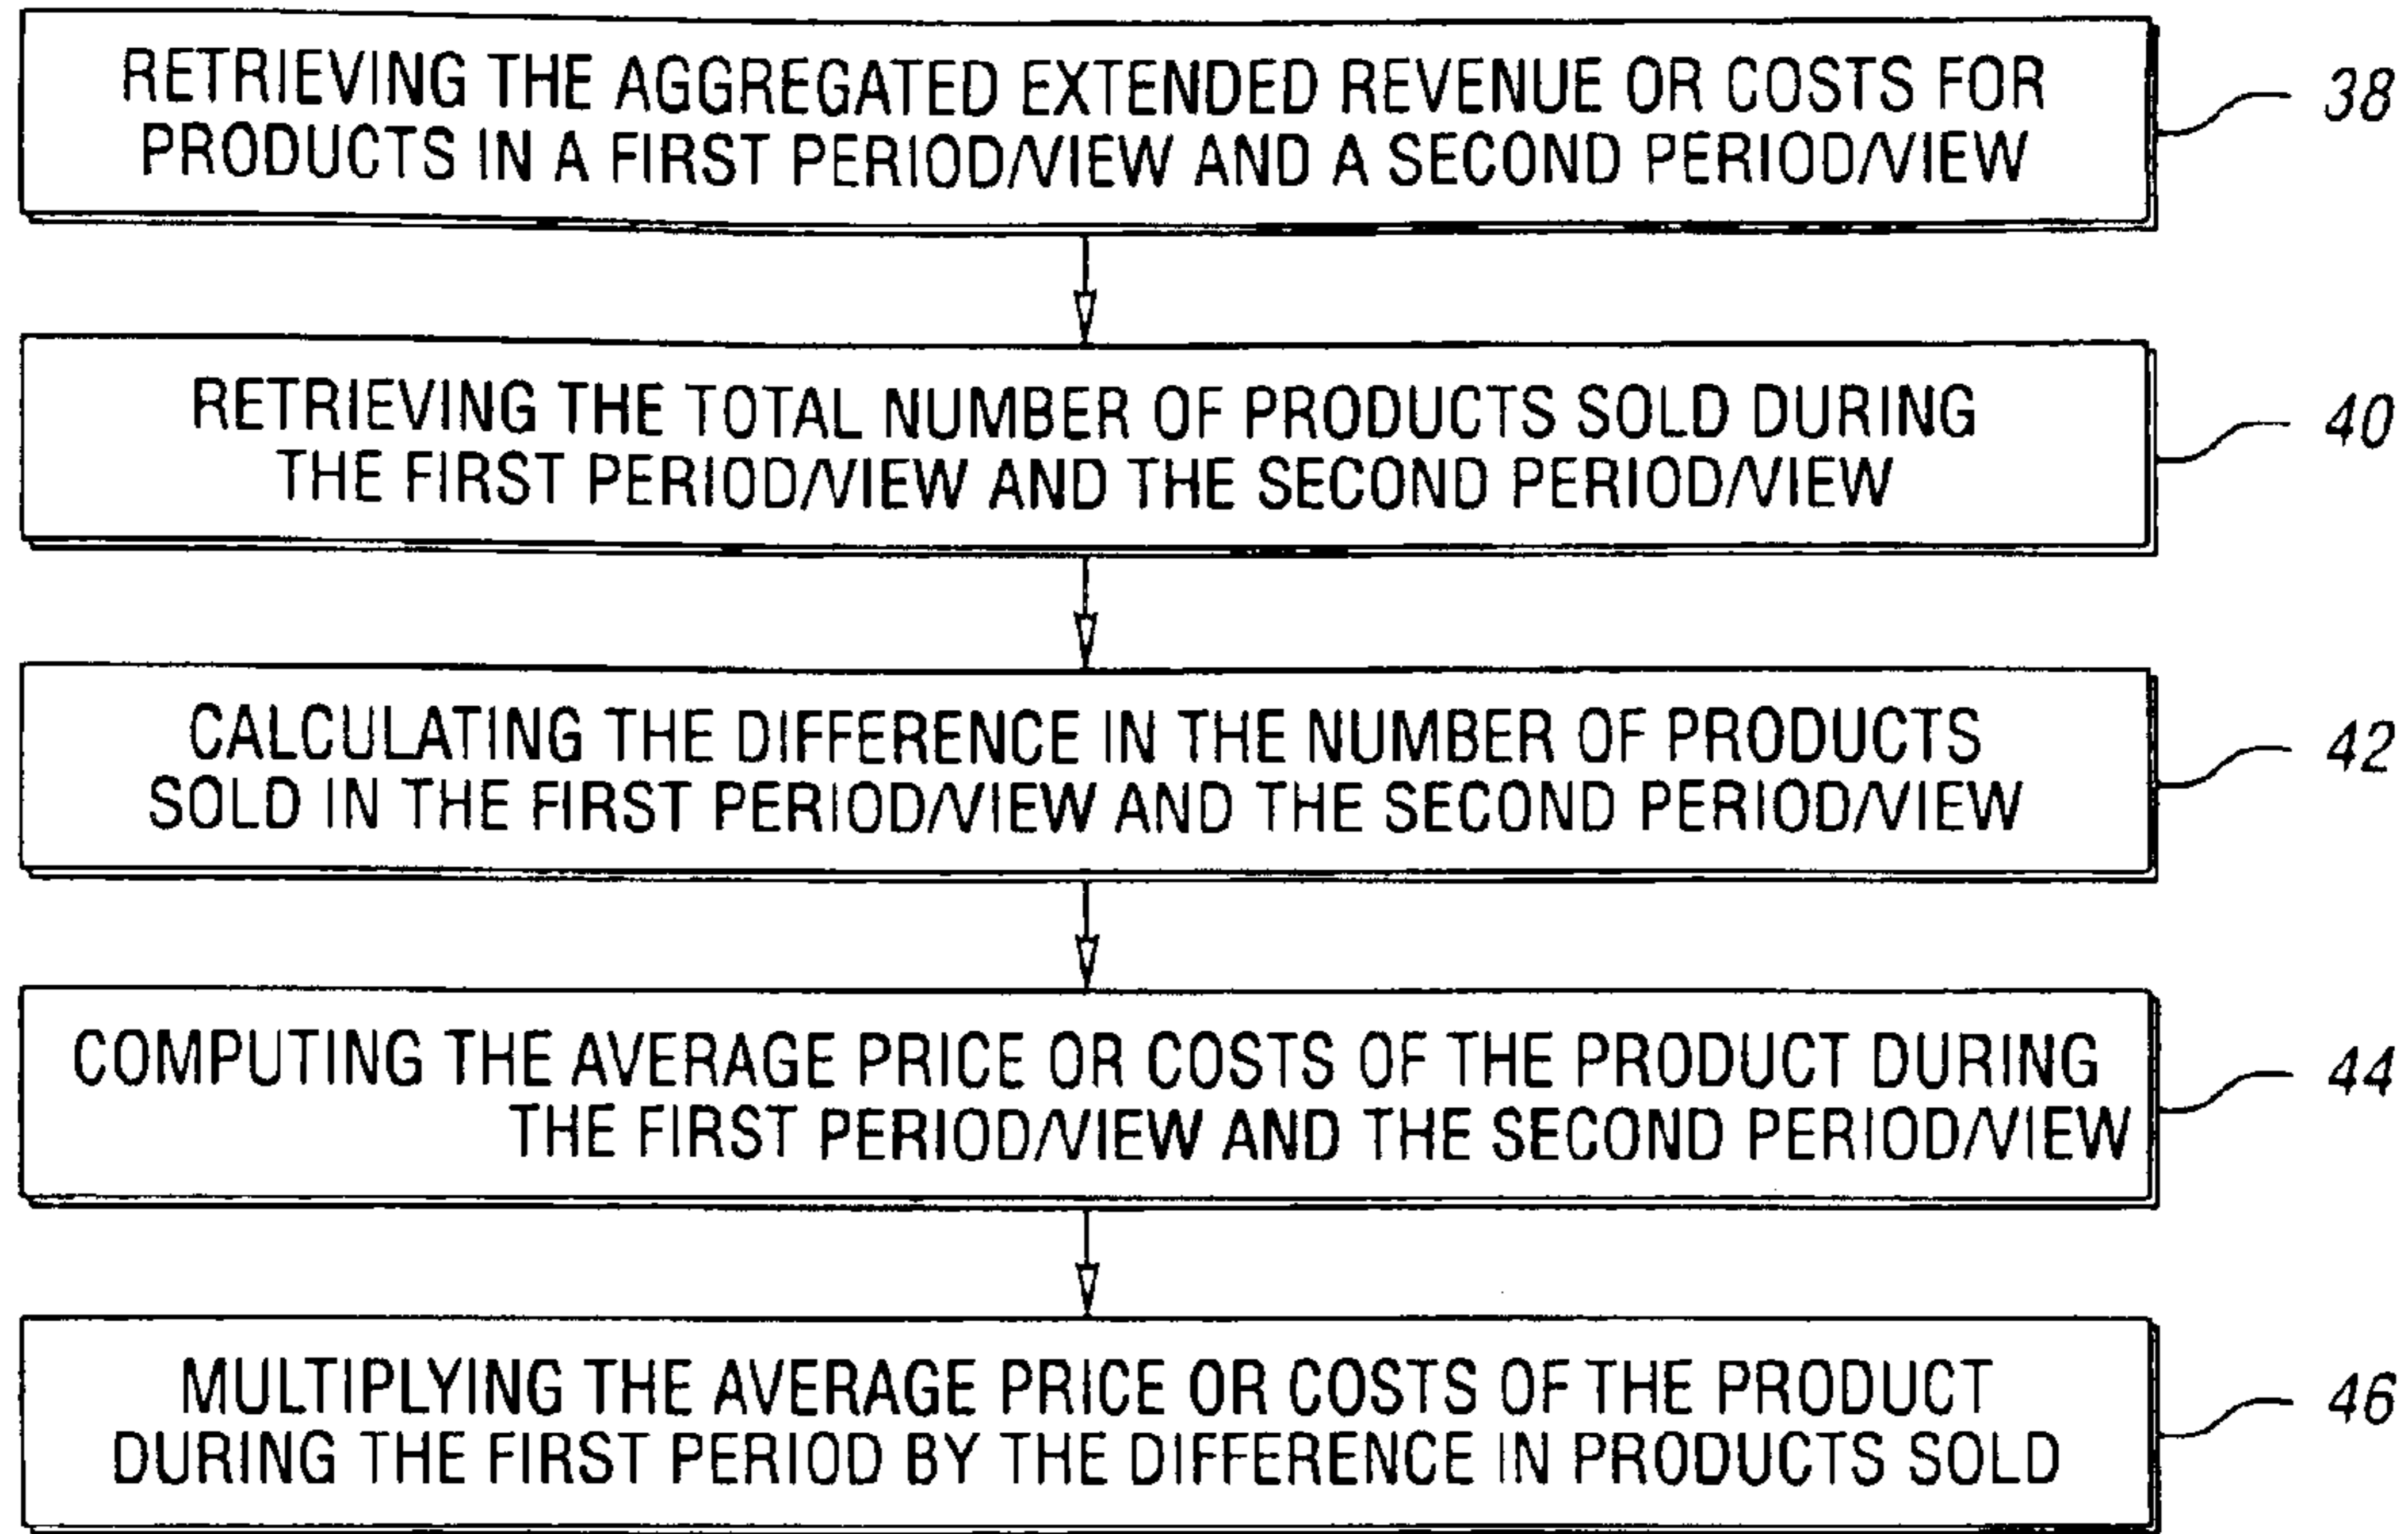 RETRIEVING THE AGGREGATED EXTENDED REVENUE OR COSTS FOR
PRODUCTS IN A FIRST PERIOD/VIEW AND A SECOND PERIOD/VIEW
38
RETRIEVING THE TOTAL NUMBER OF PRODUCTS SOLD DURING
THE FIRST PERIOD/VIEW AND THE SECOND PERIOD/VIEW
40
CALCULATING THE DIFFERENCE IN THE NUMBER OF PRODUCTS
SOLD IN THE FIRST PERIOD/VIEW AND THE SECOND PERIOD/VIEW
42
COMPUTING THE AVERAGE PRICE OR COSTS OF THE PRODUCT DURING
THE FIRST PERIOD/VIEW AND THE SECOND PERIOD/VIEW
44
MULTIPLYING THE AVERAGE PRICE OR COSTS OF THE PRODUCT
DURING THE FIRST PERIOD BY THE DIFFERENCE IN PRODUCTS SOLD
46